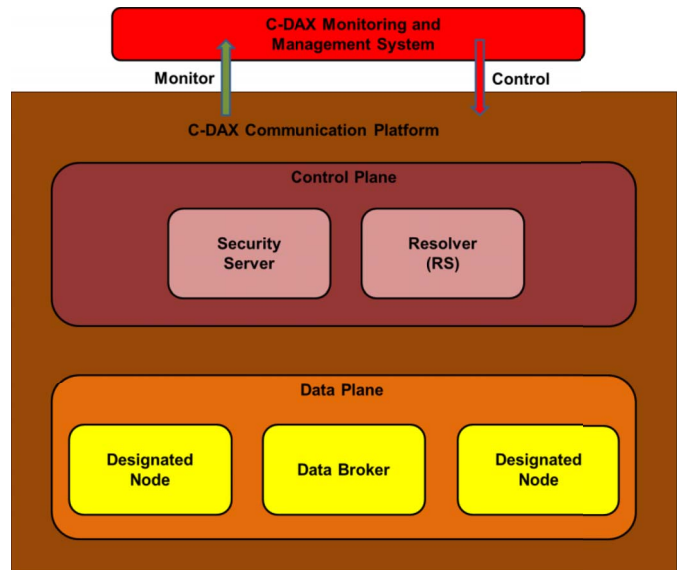 C-DAX Monitoring and
Management System
Monitor
Control
C-DAX Communication Platform
Control Plane
Security
Server
Resolver
(RS)
Data Plane
Designated
Node
Data Broker
Designated
Node